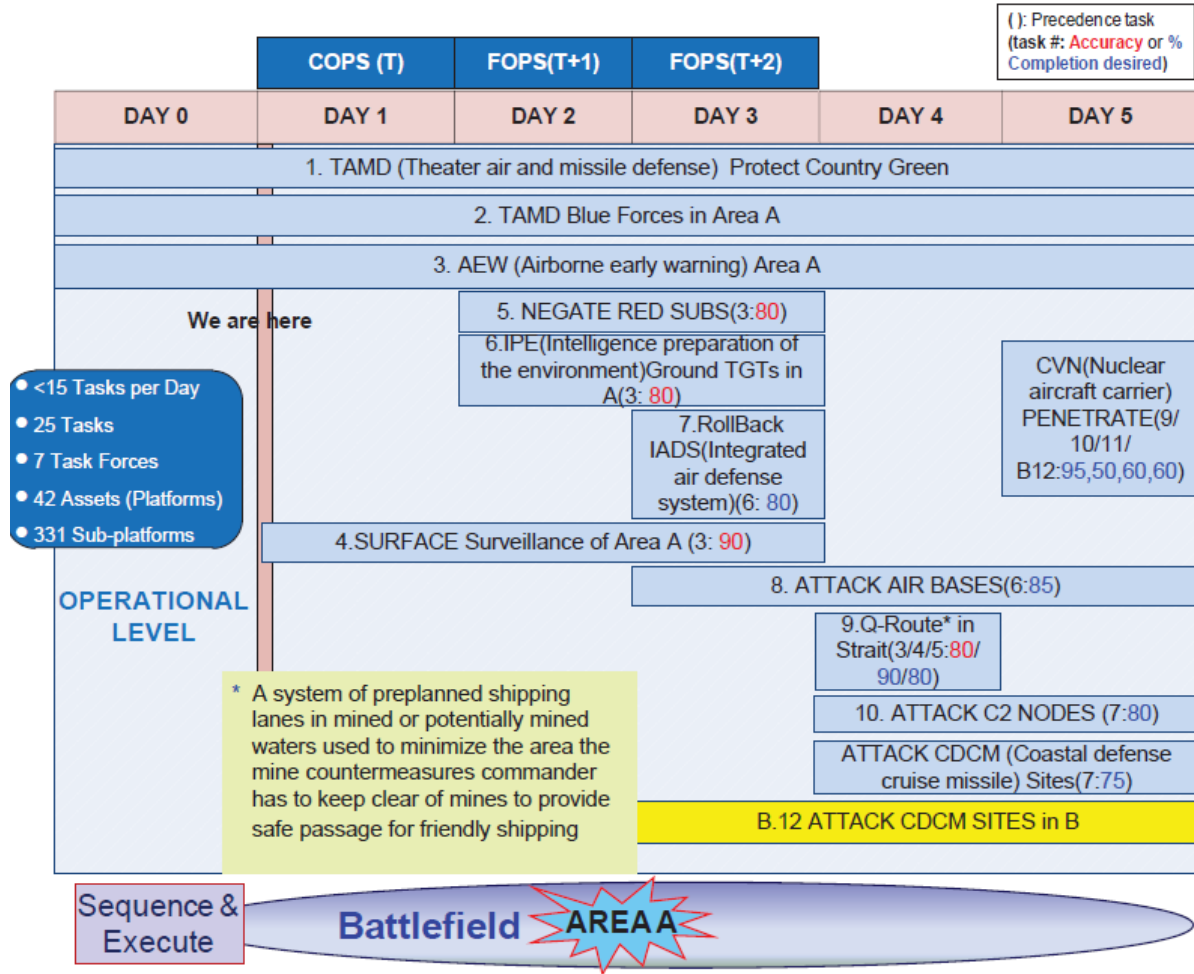 ( ): Precedence task
(task #: Accuracy or %
Completion desired)
COPS (T)
FOPS(T+1)
FOPS(T+2)
DAY 0
DAY 1
DAY 2
DAY 3
DAY 4
DAY 5
1. TAMD (Theater air and missile defense) Protect Country Green
2. TAMD Blue Forces in Area A
3. AEW (Airborne early warning) Area A
We are here
5. NEGATE RED SUBS(3:80)
6.IPE(Intelligence preparation of
the environment)Ground TGTs in
A(3: 80)
CVN(Nuclear
aircraft carrier)
PENETRATE(9/
10/11/
B12:95,50,60,60)
• <15 Tasks per Day
• 25 Tasks
• 7 Task Forces
• 42 Assets (Platforms)
• 331 Sub-platforms
7.RollBack
IADS(Integrated
air defense
system)(6: 80)
4.SURFACE Surveillance of Area A (3: 90)
8. ATTACK AIR BASES(6:85)
OPERATIONAL
LEVEL
9.Q-Route* in
Strait(3/4/5:80/
90/80)
* A system of preplanned shipping
lanes in mined or potentially mined
waters used to minimize the area the
mine countermeasures commander
has to keep clear of mines to provide
safe passage for friendly shipping
10. ATTACK C2 NODES (7:80)
ATTACK CDCM (Coastal defense
cruise missile) Sites(7:75)
B.12 ATTACK CDCM SITES in B
Sequence &
Execute
Battlefield
AREA A